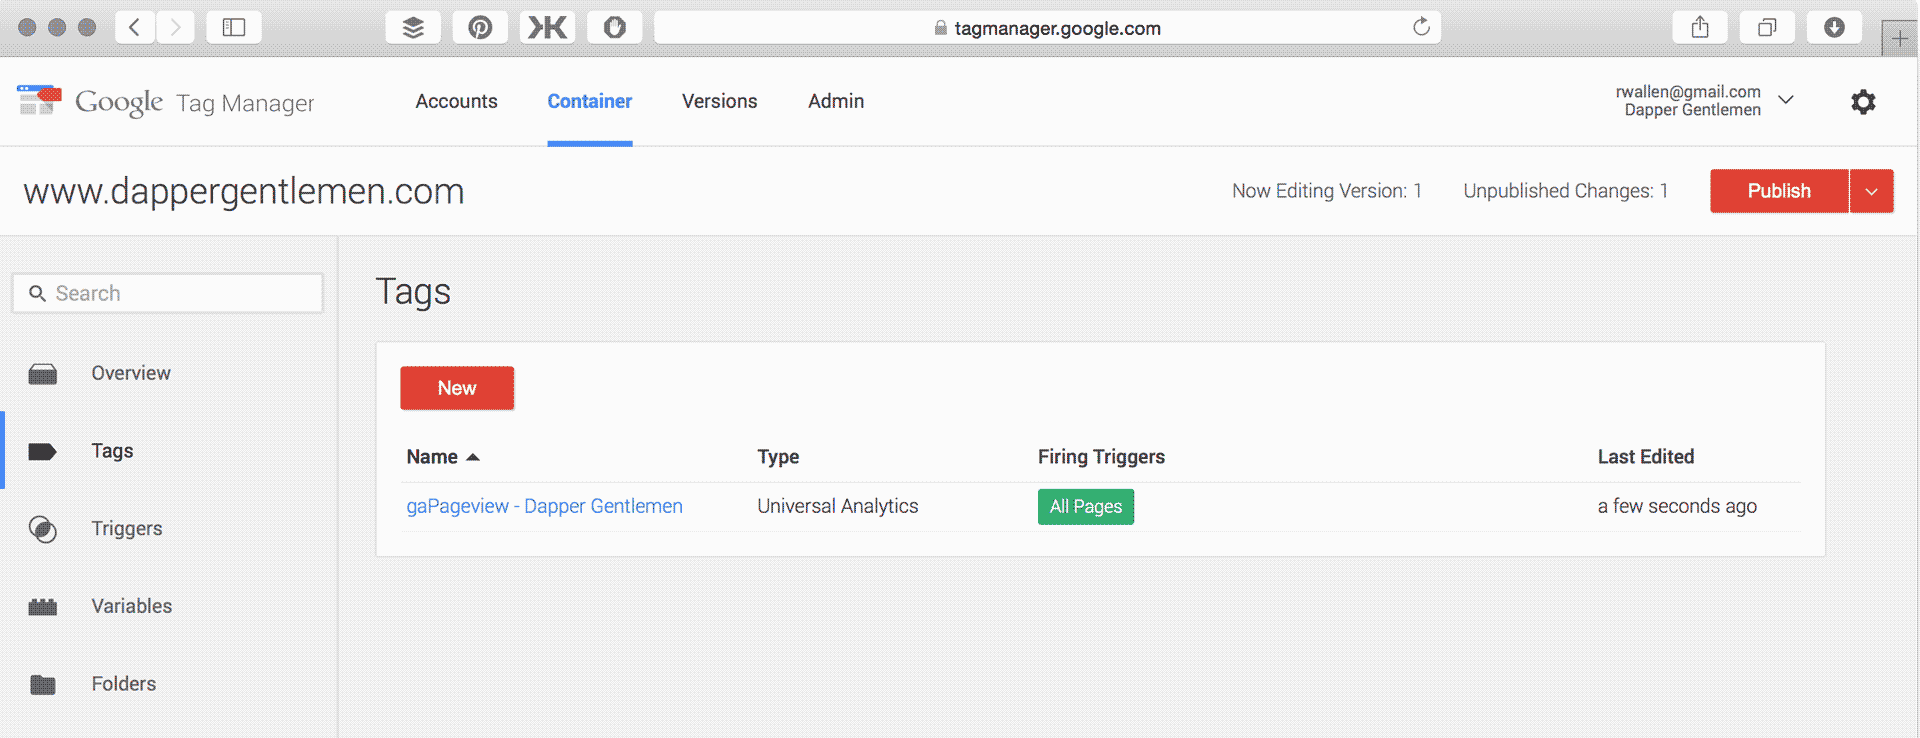 tagmanager.google.com
Google Tag Manager
Accounts
Container
Versions
Admin
rwallen@gmail.com
Dapper Gentlemen
www.dappergentlemen.com
Now Editing Version: 1
Unpublished Changes: 1
Publish
Search
Overview
Tags
Triggers
Variables
Folders
Tags
New
Name
Type
Firing Triggers
Last Edited
gaPageview - Dapper Gentlemen
Universal Analytics
All Pages
a few seconds ago